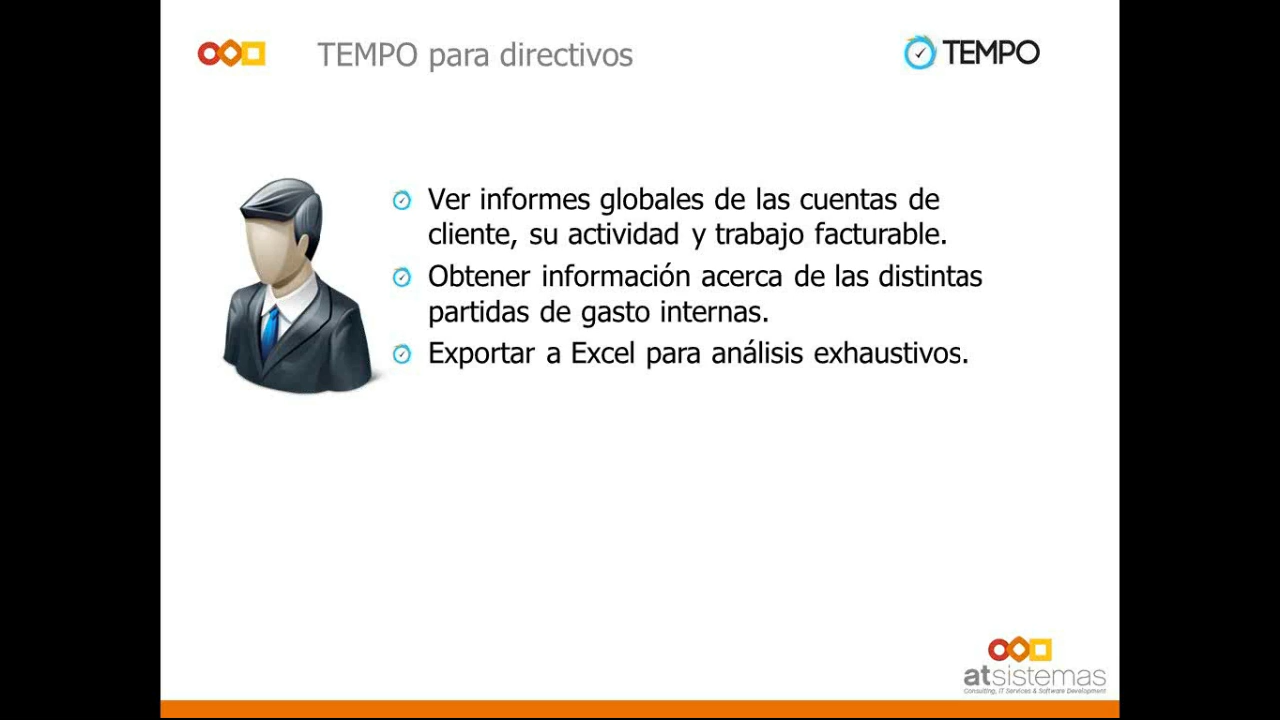 TEMPO para directivos
TEMPO
Ver informes globales de las cuentas de
cliente, su actividad y trabajo facturable.
Obtener información acerca de las distintas
partidas de gasto internas.
Exportar a Excel para análisis exhaustivos.
atsistemas
Consulting, IT Services & Software Development